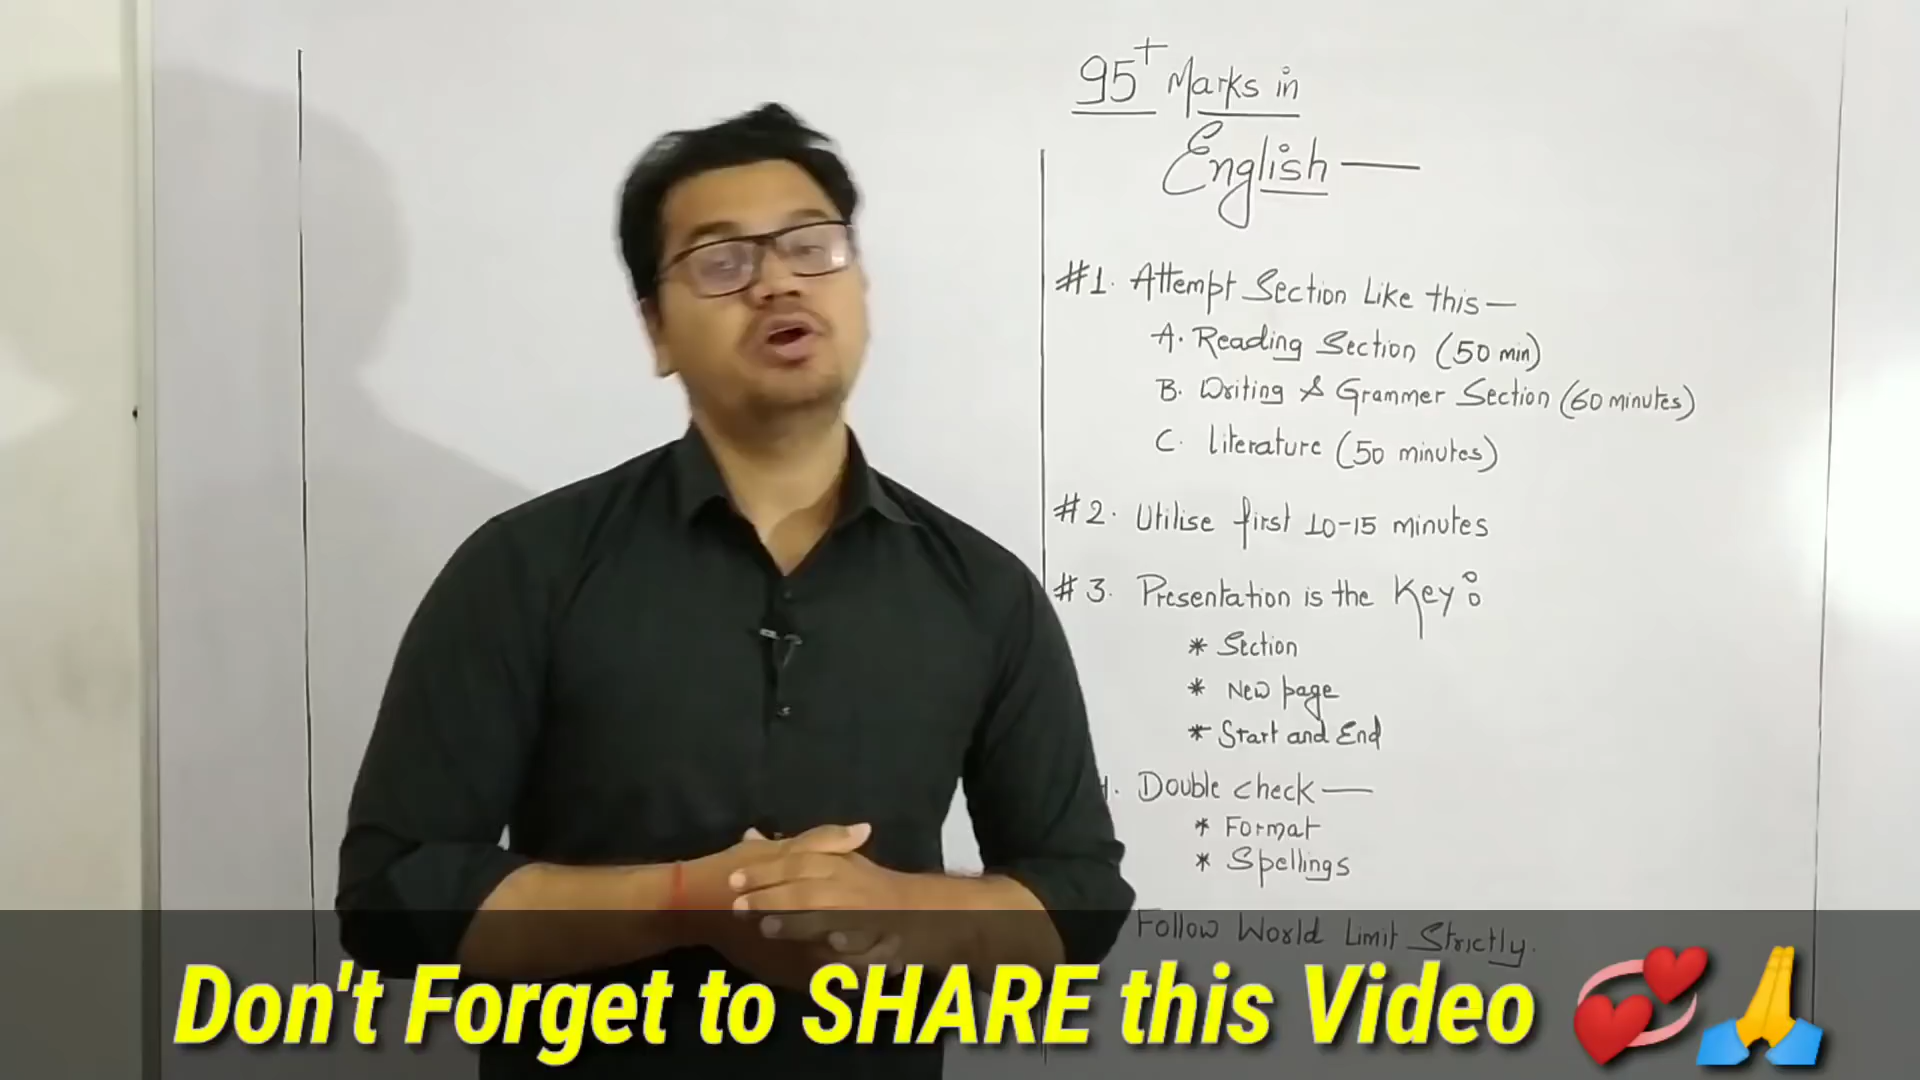 95+ Marks in
English —
#1. Attempt Section Like this —
A. Reading Section (50 min)
B. Writing & Grammer Section (60 minutes)
C. Literature (50 minutes)
#2. Utilise first 10-15 minutes
#3. Presentation is the Key:
* Section
* New page
* Start and End
4. Double check —
* Format
* Spellings
Follow World Limit Strictly.
Don't Forget to SHARE this Video 💞🙏